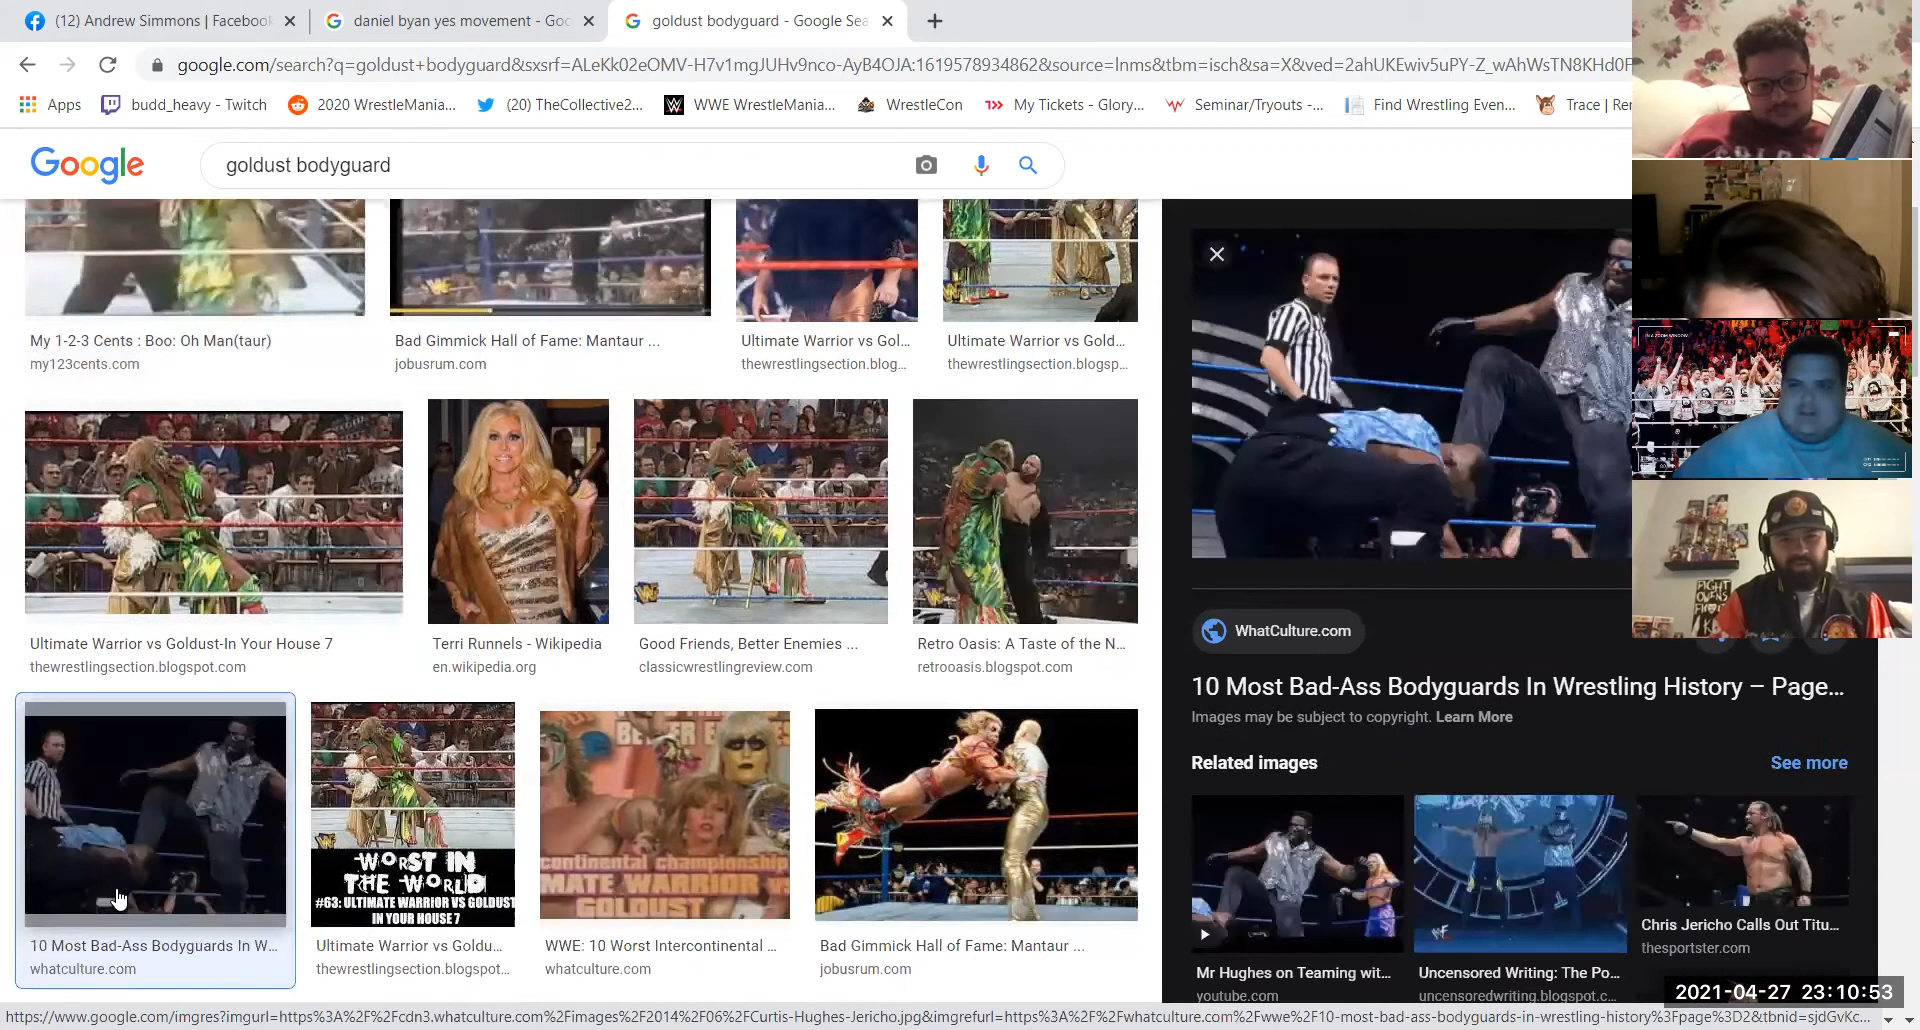 (12) Andrew Simmons | Facebook
daniel byan yes movement - Goo
goldust bodyguard - Google Sea
google.com/search?q=goldust+bodyguard&sxsrf=ALeKk02eOMV-H7v1mgJUHv9nco-AyB4OJA:1619578934862&source=lnms&tbm=isch&sa=X&ved=2ahUKEwiv5uPY-Z_wAhWsTN8KHd0F
Apps
budd_heavy - Twitch
2020 WrestleMania...
(20) TheCollective2...
WWE WrestleMania...
WrestleCon
My Tickets - Glory...
Seminar/Tryouts -...
Find Wrestling Even...
Trace | Rer
Google
goldust bodyguard
My 1-2-3 Cents : Boo: Oh Man(taur)
my123cents.com
Bad Gimmick Hall of Fame: Mantaur ...
jobusrum.com
Ultimate Warrior vs Gol...
thewrestlingsection.blog...
Ultimate Warrior vs Gold...
thewrestlingsection.blogsp...
Ultimate Warrior vs Goldust-In Your House 7
thewrestlingsection.blogspot.com
Terri Runnels - Wikipedia
en.wikipedia.org
Good Friends, Better Enemies ...
classicwrestlingreview.com
Retro Oasis: A Taste of the N...
retrooasis.blogspot.com
10 Most Bad-Ass Bodyguards In W...
whatculture.com
WORST IN
THE WORLD
#63: ULTIMATE WARRIOR VS GOLDUST
IN YOUR HOUSE 7
Ultimate Warrior vs Goldu...
thewrestlingsection.blogspot...
BETTER
continental championship
MATE WARRIOR
GOLDUST
WWE: 10 Worst Intercontinental ...
whatculture.com
Bad Gimmick Hall of Fame: Mantaur ...
jobusrum.com
WhatCulture.com
10 Most Bad-Ass Bodyguards In Wrestling History – Page...
Images may be subject to copyright. Learn More
Related images
See more
Mr Hughes on Teaming wit...
youtube.com
Uncensored Writing: The Po...
uncensoredwriting.blogspot.c...
Chris Jericho Calls Out Titu...
thesportster.com
FIGHT
OWENS
2021-04-27 23:10:53
https://www.google.com/imgres?imgurl=https%3A%2F%2Fcdn3.whatculture.com%2Fimages%2F2014%2F06%2FCurtis-Hughes-Jericho.jpg&imgrefurl=https%3A%2F%2Fwhatculture.com%2Fwwe%2F10-most-bad-ass-bodyguards-in-wrestling-history%3Fpage%3D2&tbnid=sjdGvKc...